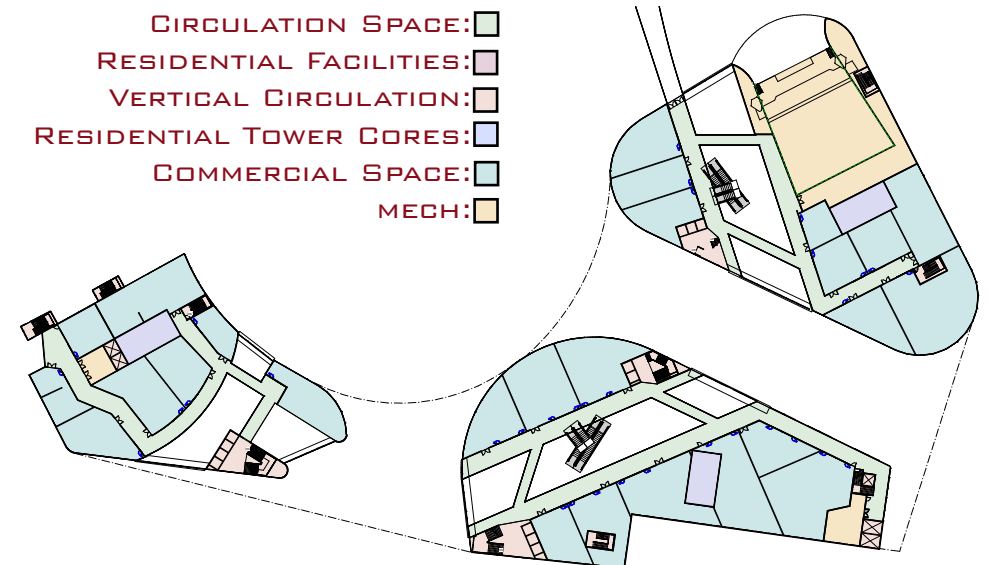 Circulation Space:
Residential Facilities:
Vertical Circulation:
Residential Tower Cores:
Commercial Space:
mech: